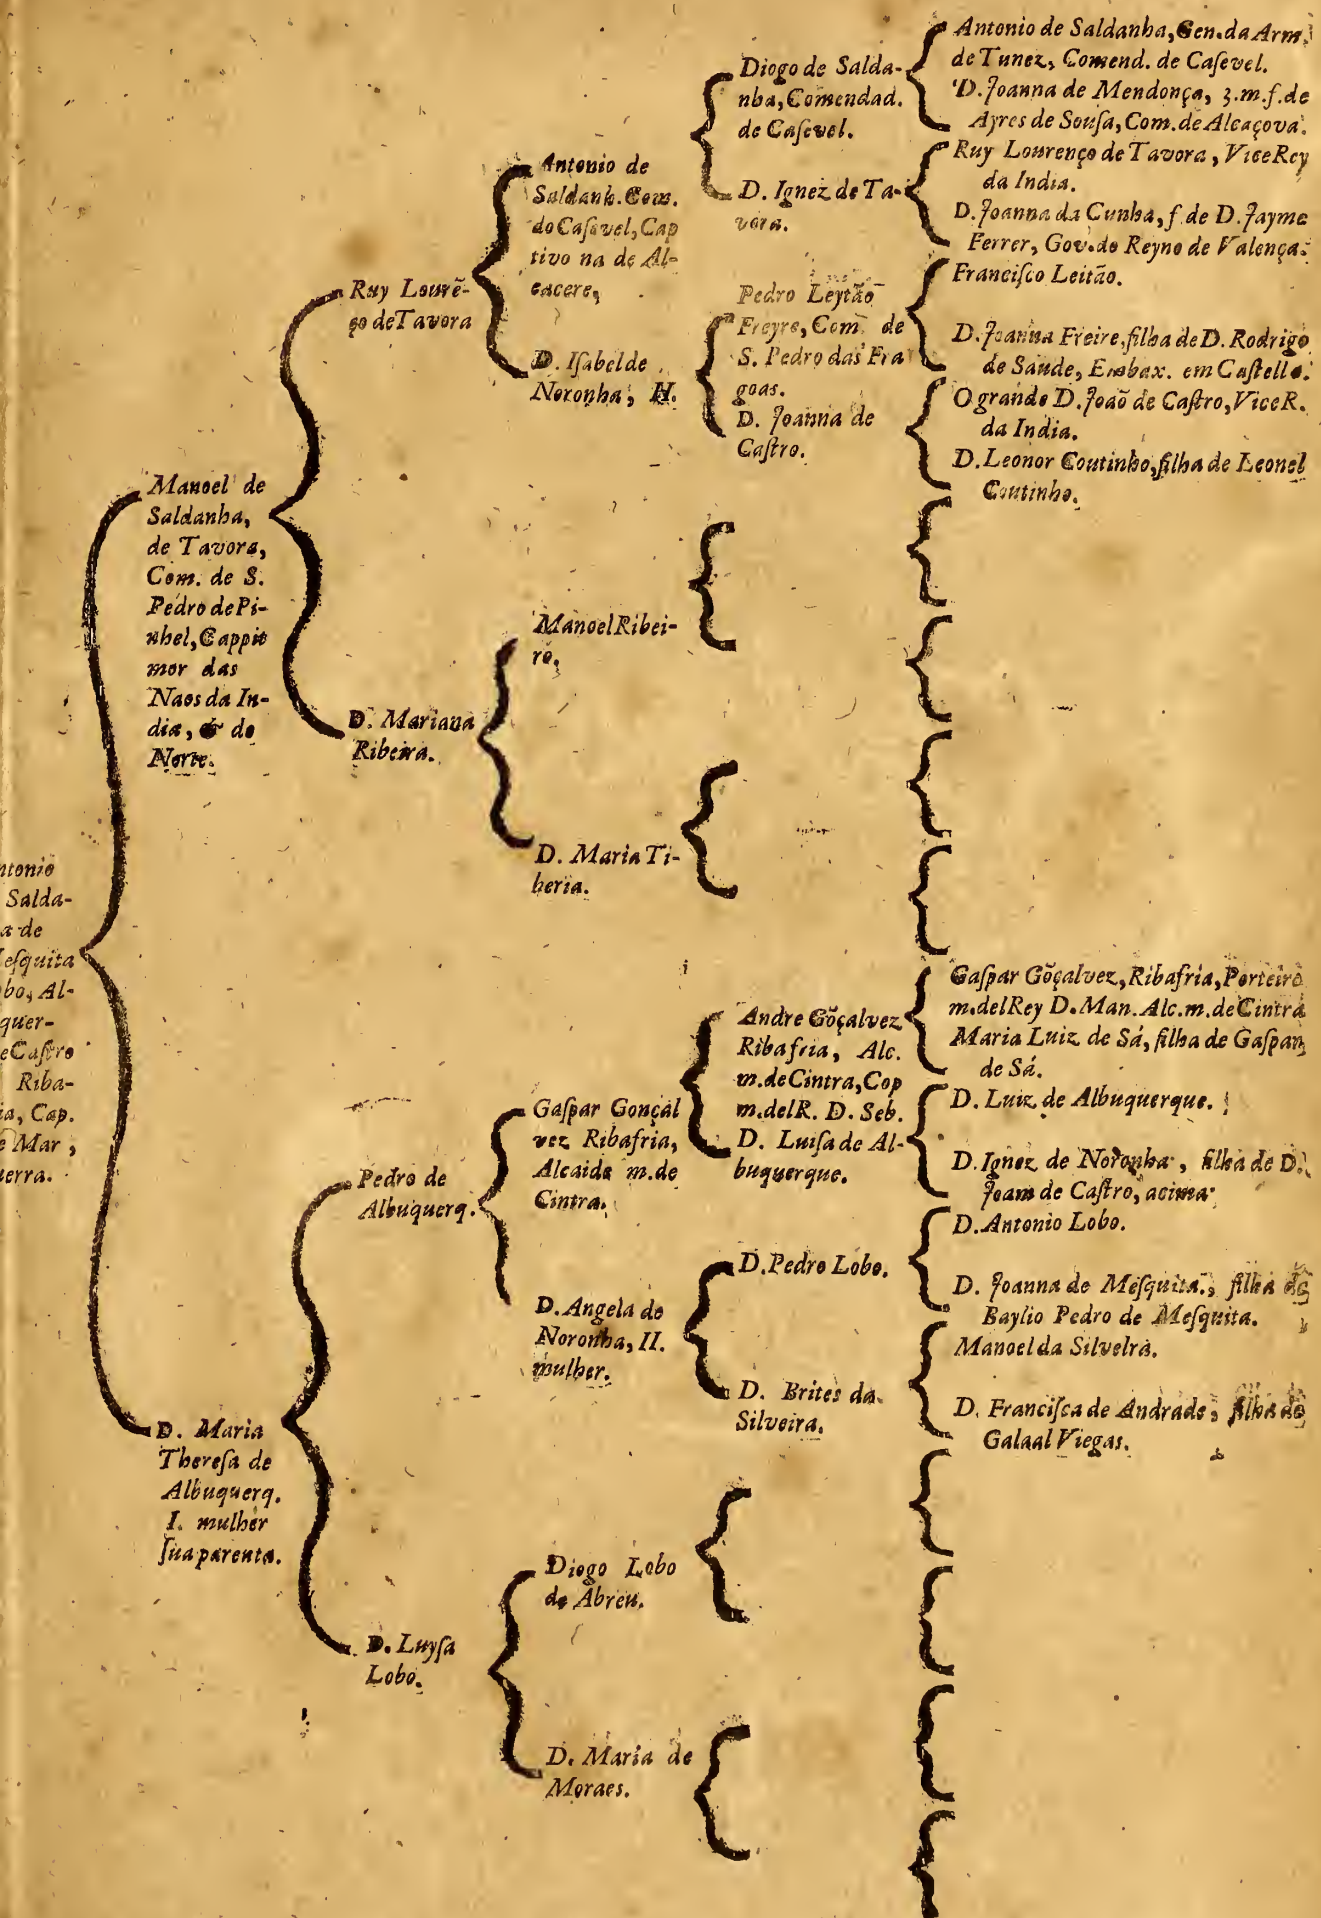 ntonio
Salda-
a de
eſquita
bo, Al-
quer-
e Caſtro
Riba-
ia, Cap.
e Mar,
uerra.
Manoel de
Saldanha,
de Tavora,
Com. de S.
Pedro de Pi-
nhel, Cappit
mor das
Naos da In-
dia, & do
Norte.
D. Maria
Thereſa de
Albuquerq.
I. mulher
ſua parenta.
Ruy Lourẽ-
ço de Tavora
D. Mariana
Ribeira.
Pedro de
Albuquerq.
D. Luyſa
Lobo.
Antonio de
Saldanh. Com.
do Caſevel, Cap
tivo na de Al-
cacere,
D. Iſabel de
Noronha, H.
Manoel Ribei-
ro,
D. Maria Ti-
beria.
Gaſpar Gonçal
vez Ribafria,
Alcaide m. de
Cintra.
D. Angela de
Noronha, II.
mulher.
Diogo Lobo
de Abreu.
D. Maria de
Moraes.
Diogo de Salda-
nha, Comendad.
de Caſevel.
D. Ignez de Ta-
vora.
Pedro Leytão
Freyre, Com. de
S. Pedro das Fra
goas.
D. Joanna de
Caſtro.
Andre Gõçalvez
Ribafria, Alc.
m. de Cintra, Cop
m. del R. D. Seb.
D. Luiſa de Al-
buquerque.
D. Pedro Lobo.
D. Brites da
Silveira.
Antonio de Saldanha, Gen. da Arm.
de Tunez, Comend. de Caſevel.
D. Joanna de Mendonça, 3. m. f. de
Ayres de Souſa, Com. de Alcaçova.
Ruy Lourenço de Tavora, Vice Rey
da India.
D. Joanna da Cunha, f. de D. Jayme
Ferrer, Gov. do Reyno de Valença.
Franciſco Leitão.
D. Joanna Freire, filha de D. Rodrigo
de Saude, Embax. em Caſtella.
O grande D. Joaõ de Caſtro, Vice R.
da India.
D. Leonor Coutinho, filha de Leonel
Coutinho.
Gaſpar Gõçalvez, Ribafria, Porteiro
m. del Rey D. Man. Alc. m. de Cintra
Maria Luiz de Sá, filha de Gaſpar
de Sá.
D. Luiz de Albuquerque.
D. Ignez de Noronha, filha de D.
Joam de Caſtro, acima.
D. Antonio Lobo.
D. Joanna de Meſquita, filha do
Baylio Pedro de Meſquita.
Manoel da Silveira.
D. Franciſca de Andrade, filha de
Galaal Viegas.